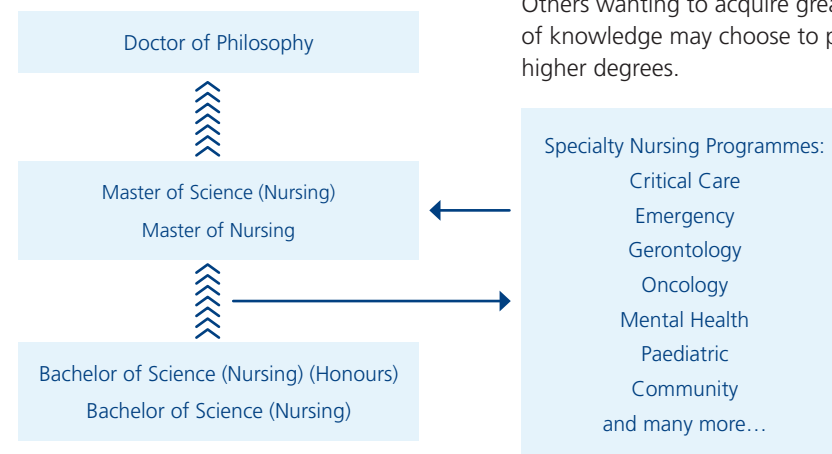 Others wanting to acquire
of knowledge may choose to
higher degrees.
Doctor of Philosophy
Master of Science (Nursing)
Master of Nursing
Bachelor of Science (Nursing) (Honours)
Bachelor of Science (Nursing)
Specialty Nursing Programmes:
Critical Care
Emergency
Gerontology
Oncology
Mental Health
Paediatric
Community
and many more…